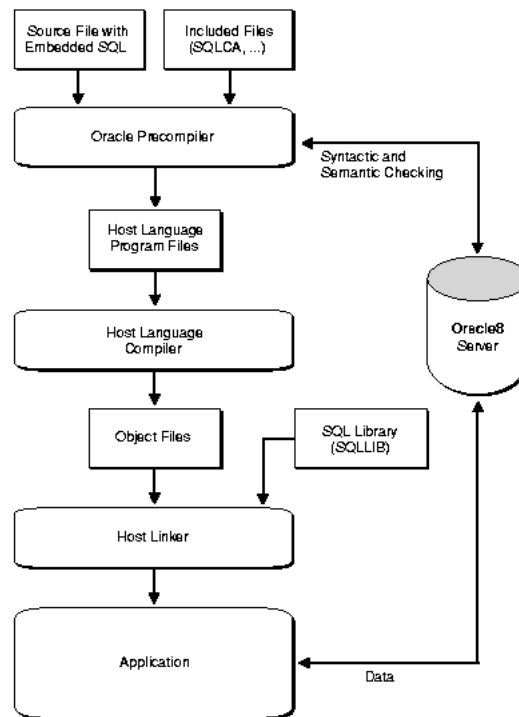 Source File with
Embedded SQL
Included Files
(SQLCA, ...)
Oracle Precompiler
Syntactic and
Semantic Checking
Host Language
Program Files
Oracle8
Server
Host Language
Compiler
Object Files
SQL Library
(SQLLIB)
Host Linker
Application
Data